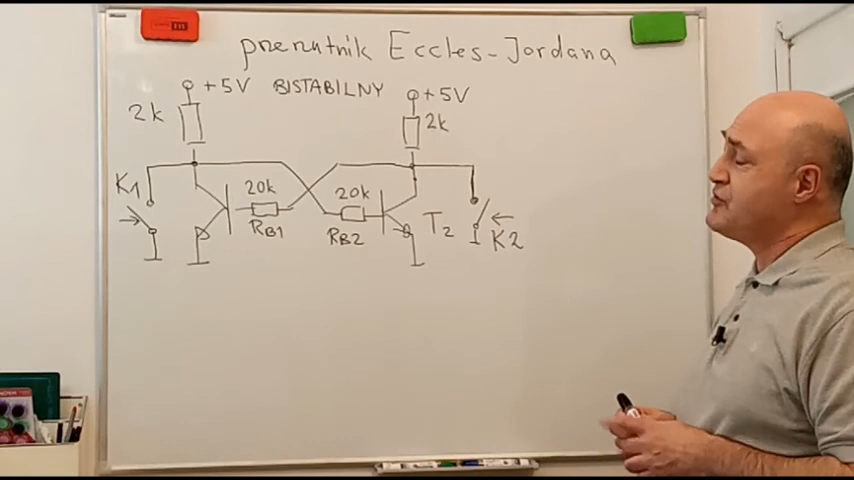 przerzutnik Eccles-Jordana
+5V BISTABILNY +5V
2k 2k
K1 20k 20k
RB1 RB2 T2 K2